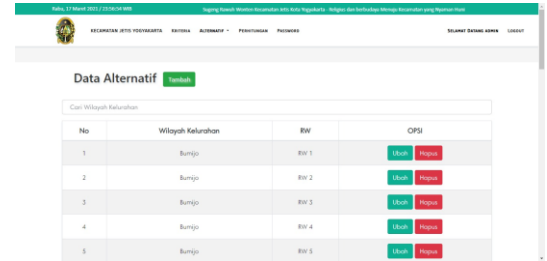 Rabu, 17 Maret 2021 / 23:56:54 WIB
Sugeng Rawuh Wonten Kecamatan Jetis Kota Yogyakarta - Religius dan berbudaya Menuju Kecamatan yang Nyaman Huni
KECAMATAN JETIS YOGYAKARTA KRITERIA ALTERNATIF PERHITUNGAN PASSWORD SELAMAT DATANG ADMIN LOGOUT
Data Alternatif Tambah
Cari Wilayah Kelurahan
No Wilayah Kelurahan RW OPSI
1 Bumijo RW 1 Ubah Hapus
2 Bumijo RW 2 Ubah Hapus
3 Bumijo RW 3 Ubah Hapus
4 Bumijo RW 4 Ubah Hapus
5 Bumijo RW 5 Ubah Hapus